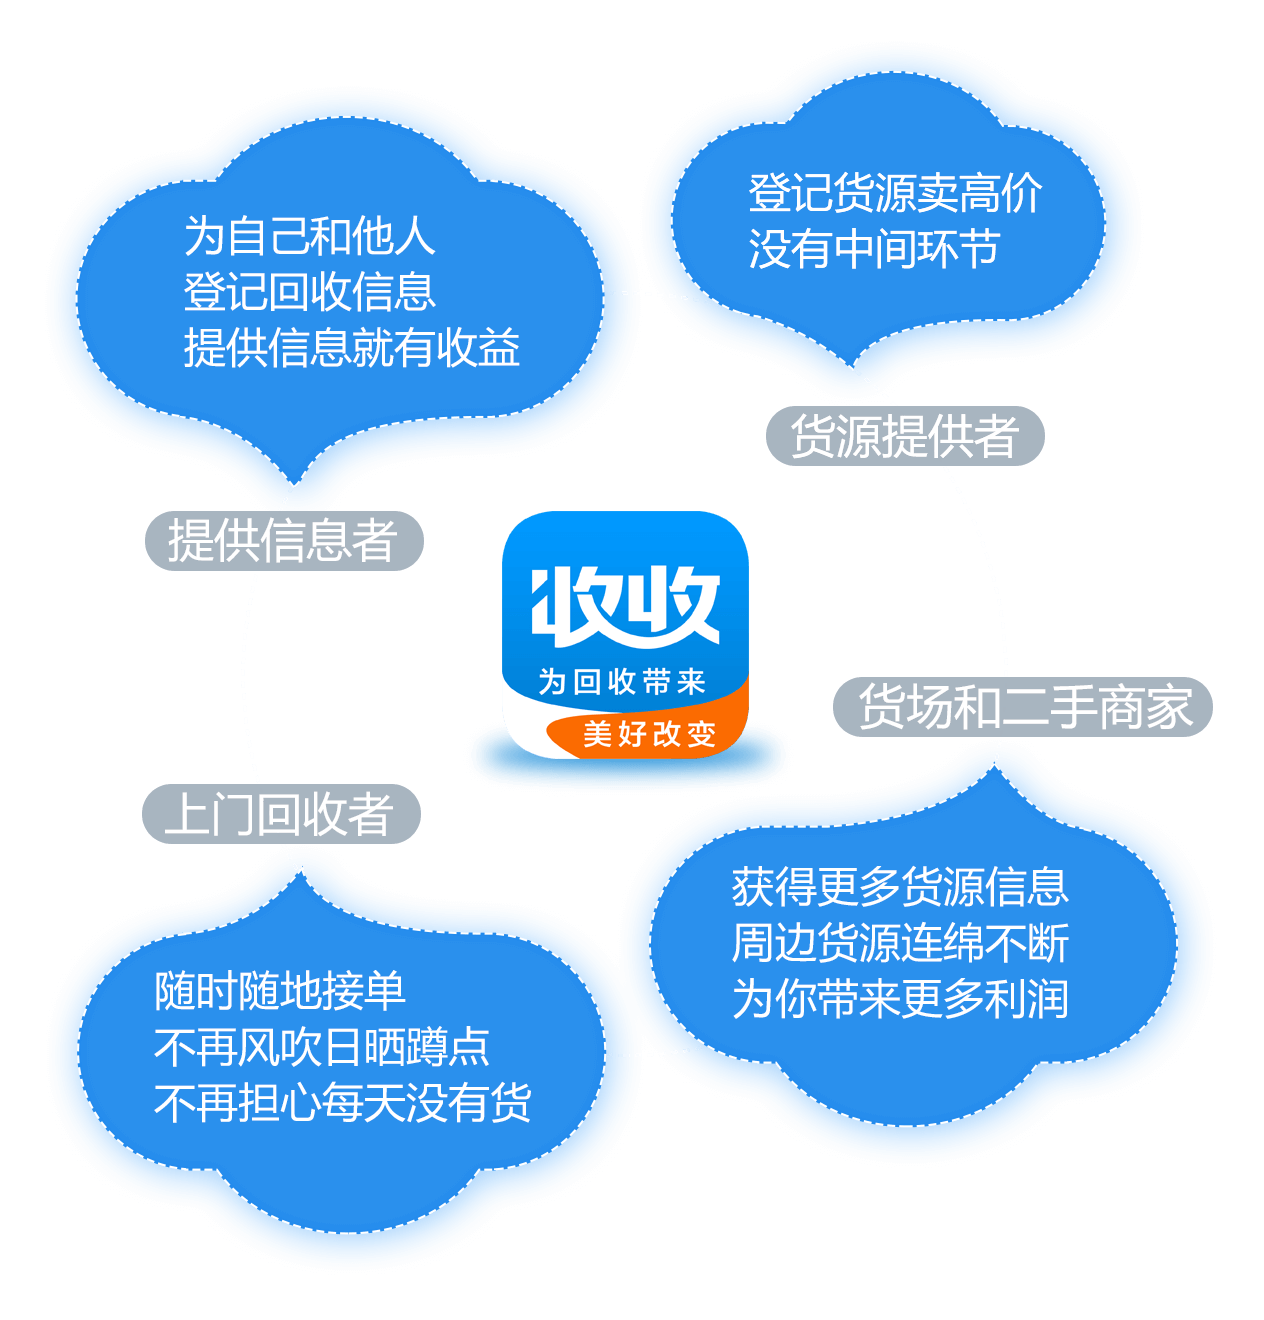 为自己和他人
登记回收信息
提供信息就有收益
提供信息者
登记货源卖高价
没有中间环节
货源提供者
收收
为回收带来
美好改变
上门回收者
随时随地接单
不再风吹日晒蹲点
不再担心每天没有货
货场和二手商家
获得更多货源信息
周边货源连绵不断
为你带来更多利润